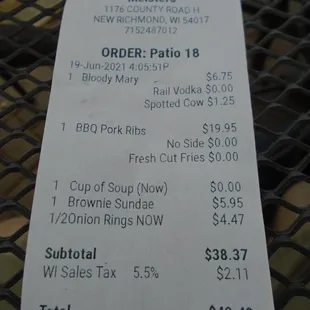 1176 COUNTY ROAD H
NEW RICHMOND, WI 54017
7152487012
ORDER: Patio 18
19-Jun-2021 4:05:51P
1 Bloody Mary $6.75
Rail Vodka $0.00
Spotted Cow $1.25
1 BBQ Pork Ribs $19.95
No Side $0.00
Fresh Cut Fries $0.00
1 Cup of Soup (Now) $0.00
1 Brownie Sundae $5.95
1/2Onion Rings NOW $4.47
Subtotal $38.37
WI Sales Tax 5.5% $2.11
Total